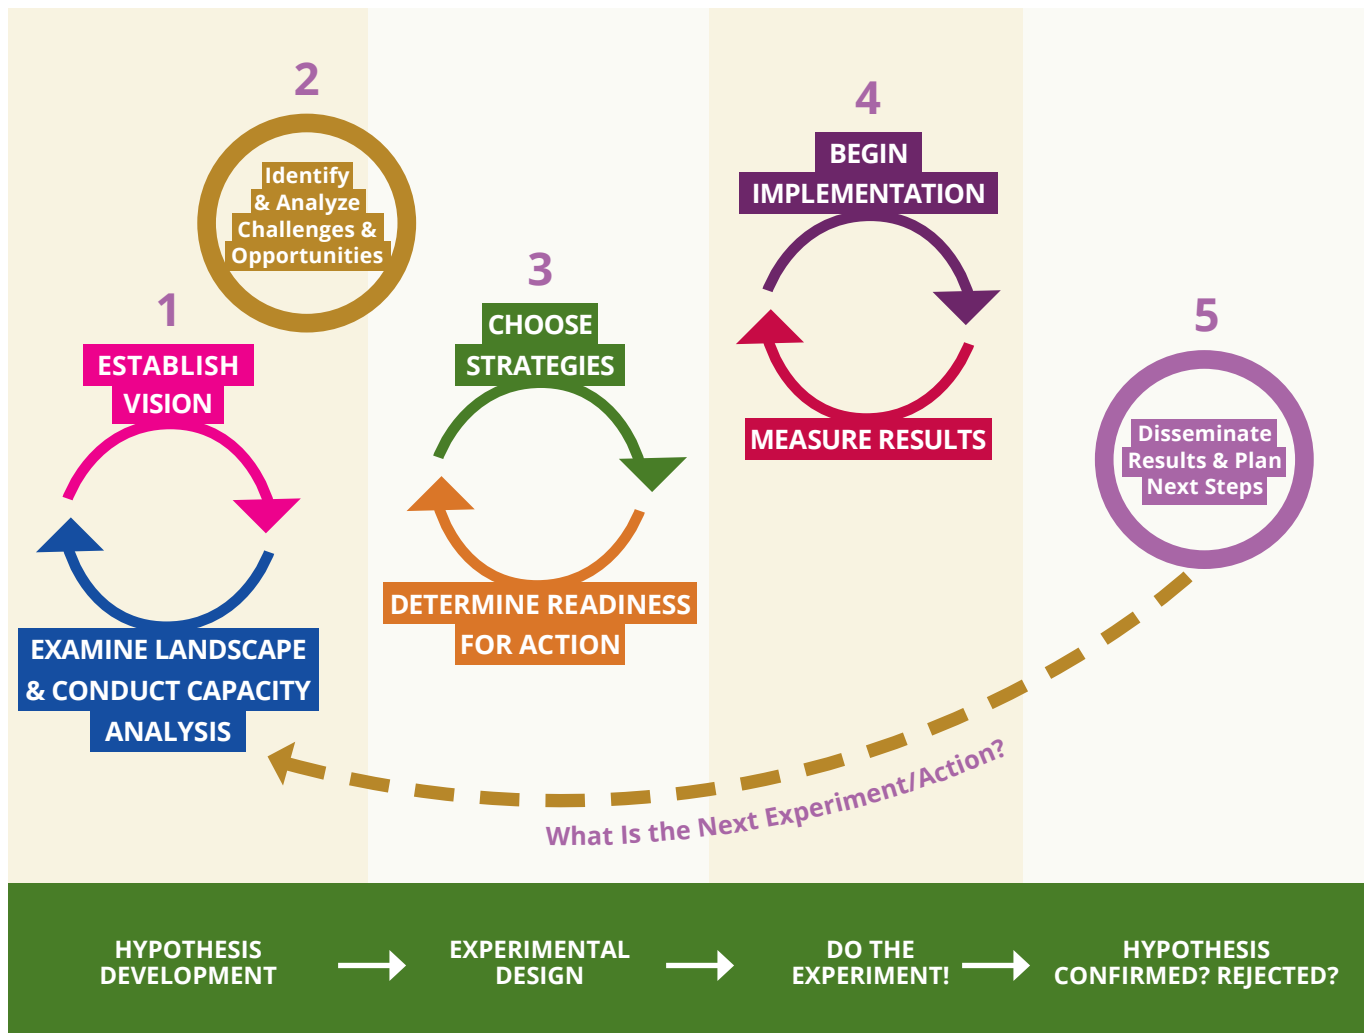 1
ESTABLISH
VISION
EXAMINE LANDSCAPE
& CONDUCT CAPACITY
ANALYSIS
2
Identify
& Analyze
Challenges &
Opportunities
3
CHOOSE
STRATEGIES
DETERMINE READINESS
FOR ACTION
4
BEGIN
IMPLEMENTATION
MEASURE RESULTS
5
Disseminate
Results & Plan
Next Steps
What Is the Next Experiment/Action?
HYPOTHESIS
DEVELOPMENT
EXPERIMENTAL
DESIGN
DO THE
EXPERIMENT!
HYPOTHESIS
CONFIRMED? REJECTED?